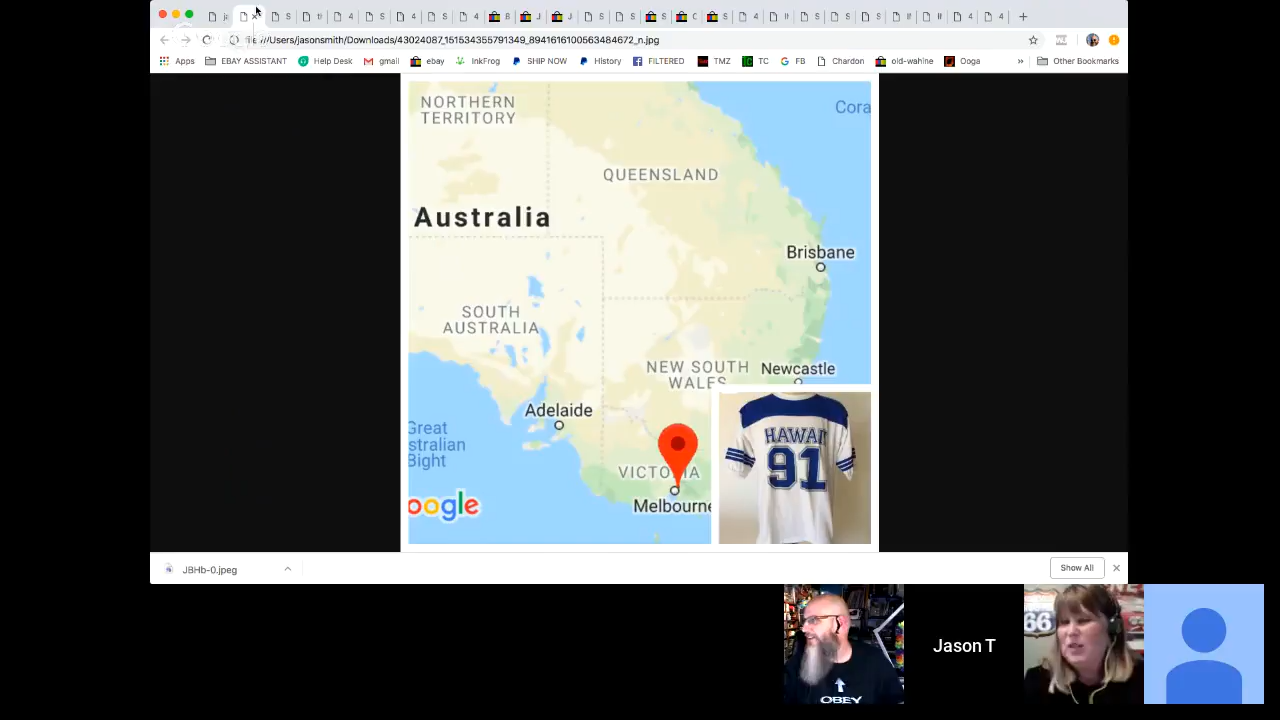 file:///Users/jasonsmith/Downloads/43024087_151534355791349_8941616100563484672_n.jpg
Apps EBAY ASSISTANT Help Desk gmail ebay InkFrog SHIP NOW History FILTERED TMZ TC FB Chardon old-wahine Ooga » Other Bookmarks
NORTHERN
TERRITORY
Cora
QUEENSLAND
Australia
Brisbane
SOUTH
AUSTRALIA
NEW SOUTH
WALES
Newcastle
Adelaide
Great
stralian
Bight
VICTORIA
Melbourne
oogle
HAWAII
91
JBHb-0.jpeg
Show All
66
Jason T
OBEY